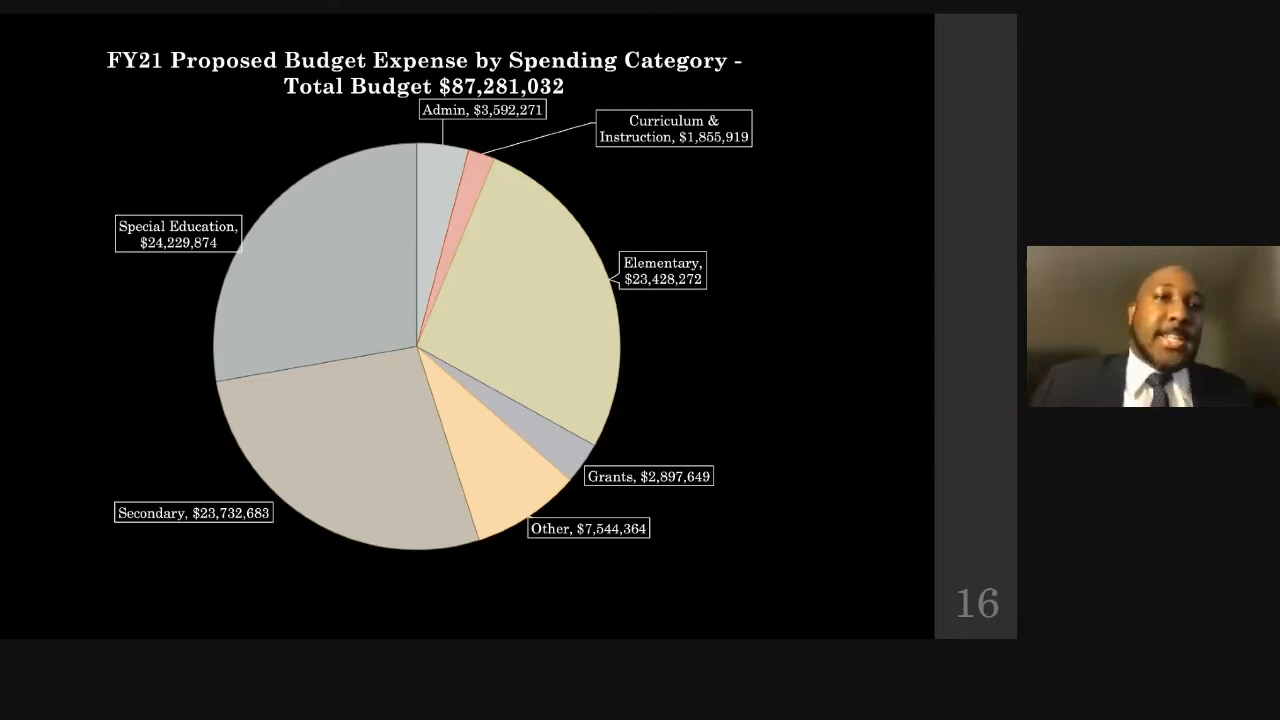 FY21 Proposed Budget Expense by Spending Category -
Total Budget $87,281,032
Admin, $3,592,271
Curriculum &
Instruction, $1,855,919
Special Education,
$24,229,874
Elementary,
$23,428,272
Grants, $2,897,649
Secondary, $23,732,683
Other, $7,544,364
16